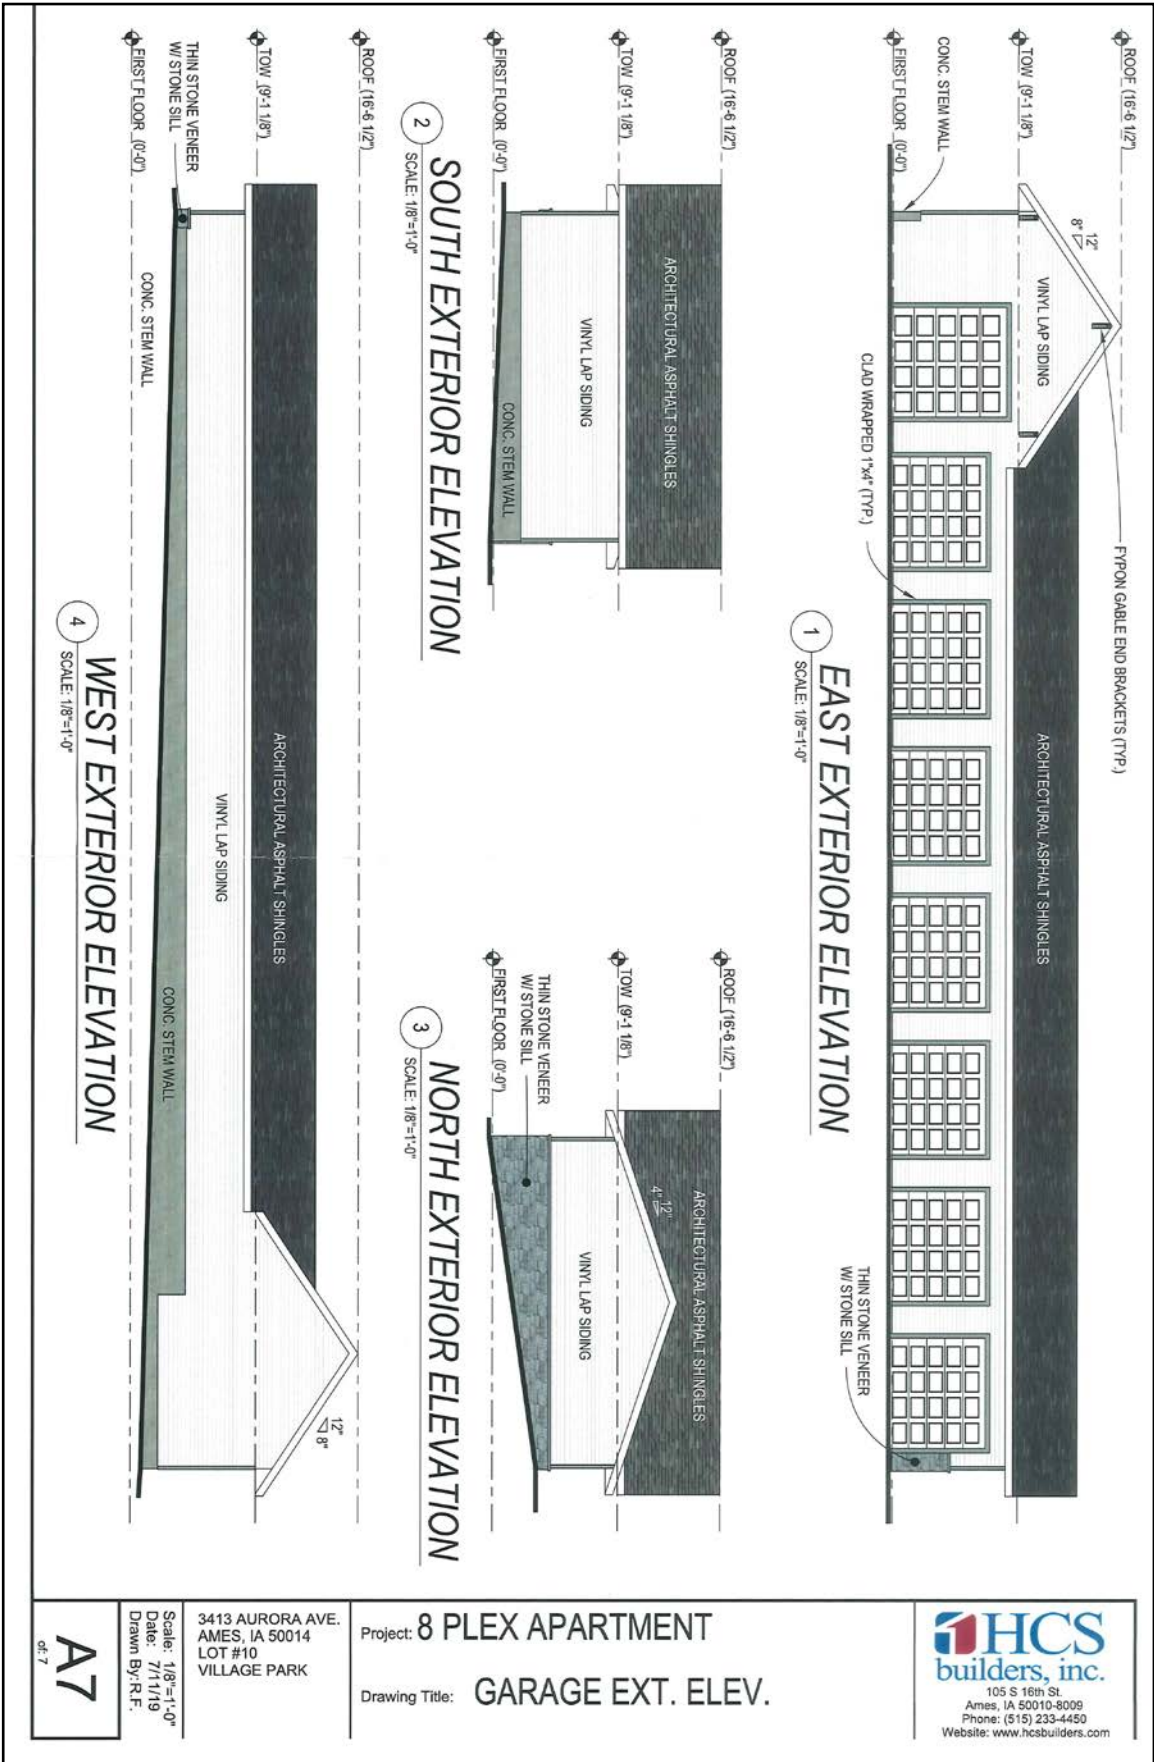 ROOF (16'-6 1/2")
TOW (9'-1 1/8")
FIRST FLOOR (0'-0")
CONC. STEM WALL
12"
8"
VINYL LAP SIDING
FYPON GABLE END BRACKETS (TYP.)
CLAD WRAPPED 1"x4" (TYP.)
ARCHITECTURAL ASPHALT SHINGLES
THIN STONE VENEER
W/ STONE SILL
1
EAST EXTERIOR ELEVATION
SCALE: 1/8"=1'-0"
ROOF (16'-6 1/2")
TOW (9'-1 1/8")
FIRST FLOOR (0'-0")
ARCHITECTURAL ASPHALT SHINGLES
VINYL LAP SIDING
CONC. STEM WALL
2
SOUTH EXTERIOR ELEVATION
SCALE: 1/8"=1'-0"
ROOF (16'-6 1/2")
TOW (9'-1 1/8")
FIRST FLOOR (0'-0")
THIN STONE VENEER
W/ STONE SILL
ARCHITECTURAL ASPHALT SHINGLES
12"
4"
VINYL LAP SIDING
3
NORTH EXTERIOR ELEVATION
SCALE: 1/8"=1'-0"
ROOF (16'-6 1/2")
TOW (9'-1 1/8")
FIRST FLOOR (0'-0")
THIN STONE VENEER
W/ STONE SILL
CONC. STEM WALL
ARCHITECTURAL ASPHALT SHINGLES
VINYL LAP SIDING
CONC. STEM WALL
12"
8"
4
WEST EXTERIOR ELEVATION
SCALE: 1/8"=1'-0"
HCS
builders, inc.
105 S 16th St.
Ames, IA 50010-8009
Phone: (515) 233-4450
Website: www.hcsbuilders.com
Project: 8 PLEX APARTMENT
Drawing Title: GARAGE EXT. ELEV.
3413 AURORA AVE.
AMES, IA 50014
LOT #10
VILLAGE PARK
Scale: 1/8"=1'-0"
Date: 7/11/19
Drawn By: R.F.
A7
of: 7